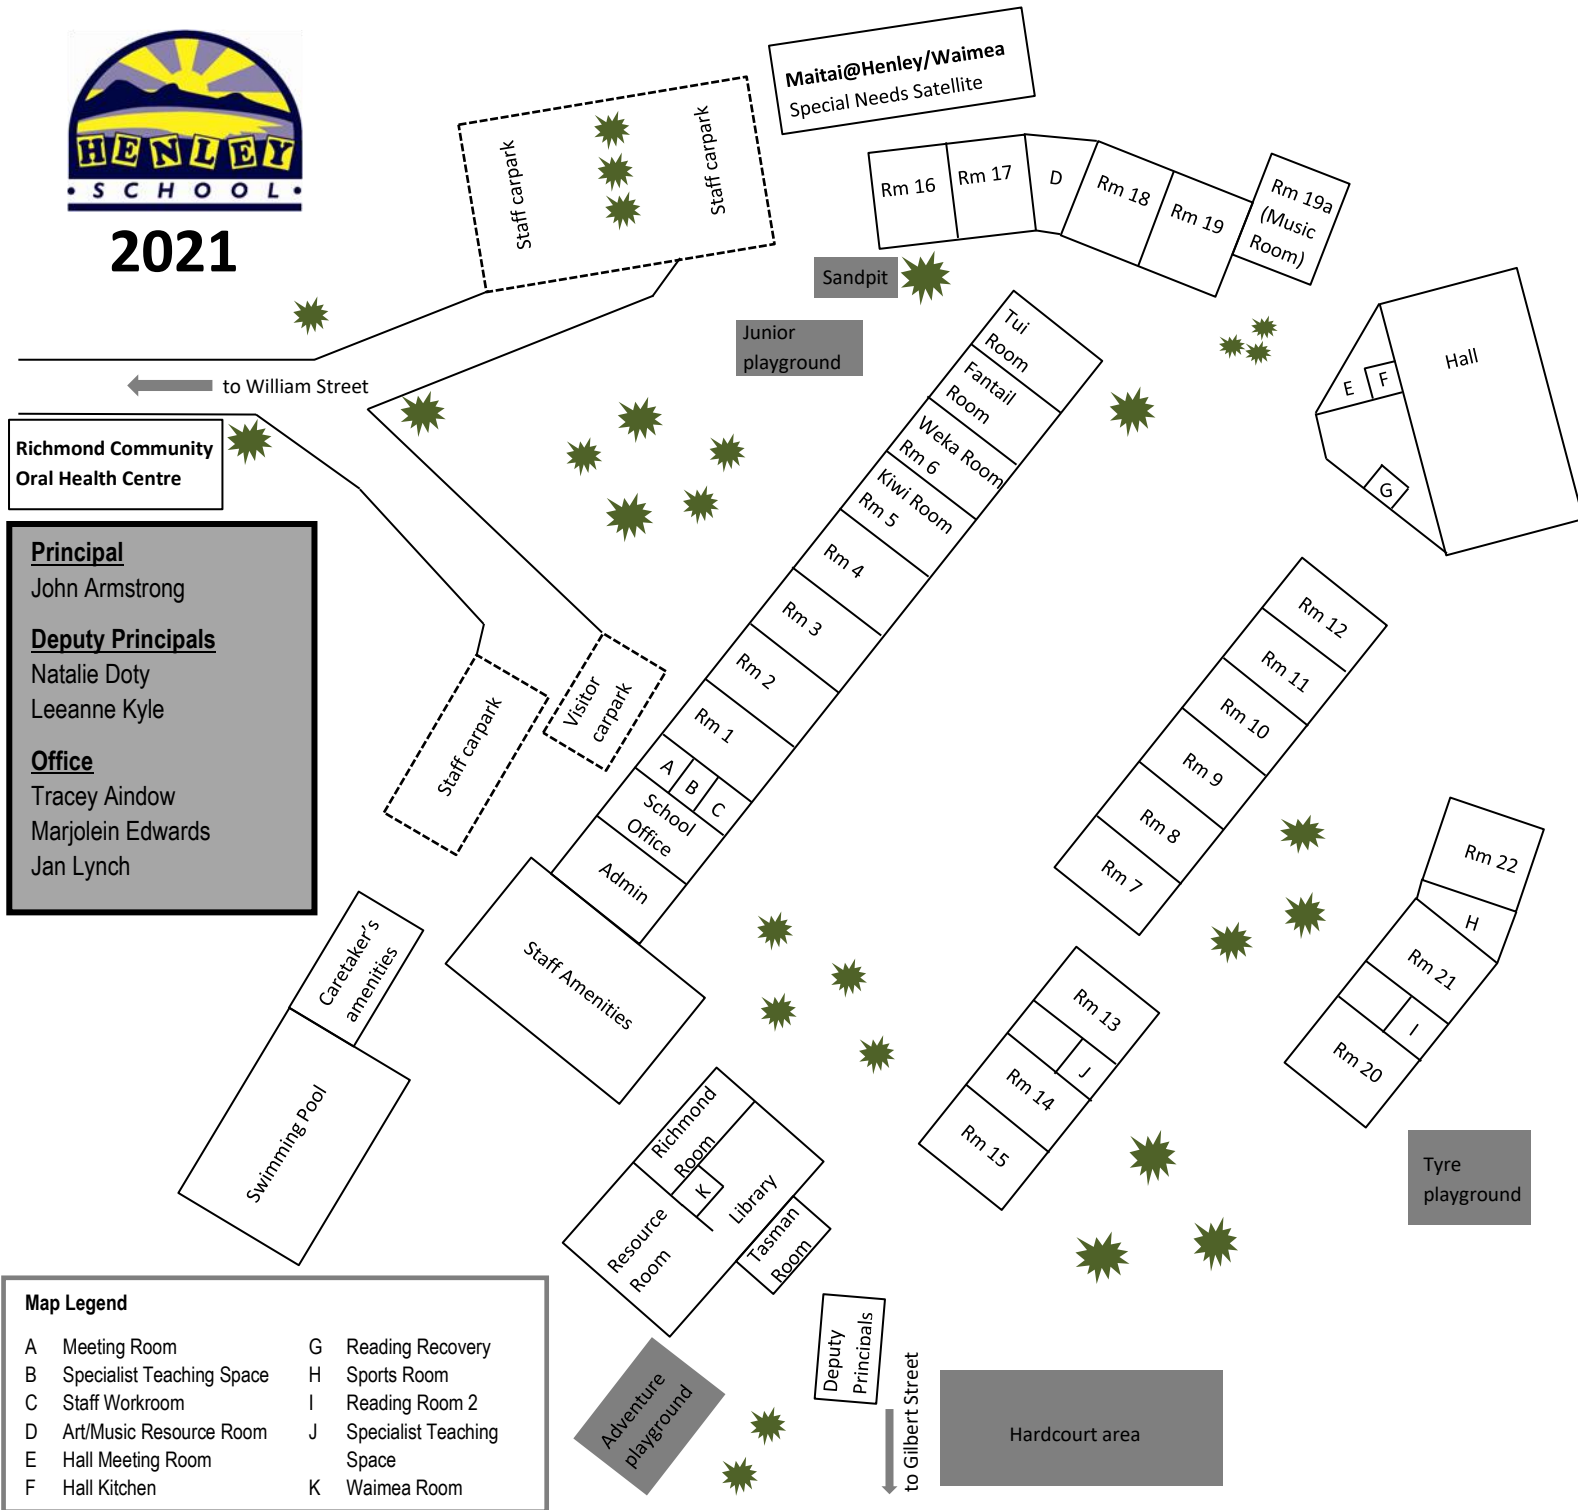 HENLEY
• SCHOOL •
2021
Maitai@Henley/Waimea
Special Needs Satellite
Staff carpark
Staff carpark
Rm 16
Rm 17
D
Rm 18
Rm 19
Rm 19a
(Music
Room)
Sandpit
Junior
playground
Tui
Room
Fantail
Room
Weka Room
Rm 6
Kiwi Room
Rm 5
Rm 4
Rm 3
Rm 2
Rm 1
A
B
C
School
Office
Admin
Staff Amenities
Hall
E
F
G
to William Street
Richmond Community
Oral Health Centre
Principal
John Armstrong
Deputy Principals
Natalie Doty
Leeanne Kyle
Office
Tracey Aindow
Marjolein Edwards
Jan Lynch
Staff carpark
Visitor
carpark
Caretaker's
amenities
Swimming Pool
Rm 12
Rm 11
Rm 10
Rm 9
Rm 8
Rm 7
Rm 13
J
Rm 14
Rm 15
Rm 22
H
Rm 21
I
Rm 20
Tyre
playground
Richmond
Room
K
Library
Resource
Room
Tasman
Room
Deputy
Principals
to Gilbert Street
Adventure
playground
Hardcourt area
Map Legend
A Meeting Room
B Specialist Teaching Space
C Staff Workroom
D Art/Music Resource Room
E Hall Meeting Room
F Hall Kitchen
G Reading Recovery
H Sports Room
I Reading Room 2
J Specialist Teaching
Space
K Waimea Room